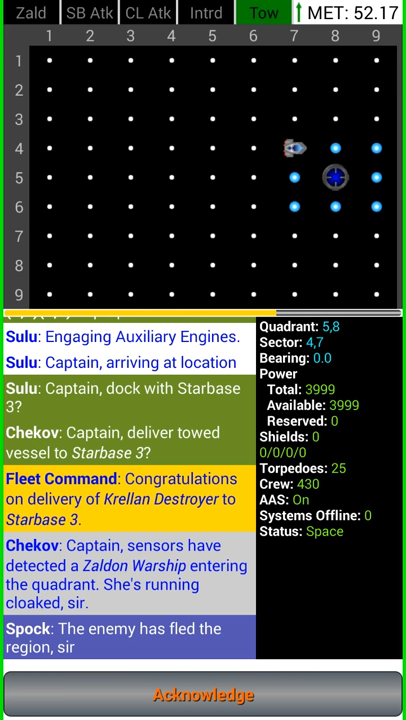 Zald SB Atk CL Atk Intrd Tow MET: 52.17
1 2 3 4 5 6 7 8 9
1
2
3
4
5
6
7
8
9
Sulu: Engaging Auxiliary Engines.
Sulu: Captain, arriving at location
Sulu: Captain, dock with Starbase
3?
Chekov: Captain, deliver towed
vessel to Starbase 3?
Fleet Command: Congratulations
on delivery of Krellan Destroyer to
Starbase 3.
Chekov: Captain, sensors have
detected a Zaldon Warship entering
the quadrant. She's running
cloaked, sir.
Spock: The enemy has fled the
region, sir
Quadrant: 5,8
Sector: 4,7
Bearing: 0.0
Power
Total: 3999
Available: 3999
Reserved: 0
Shields: 0
0/0/0/0
Torpedoes: 25
Crew: 430
AAS: On
Systems Offline: 0
Status: Space
Acknowledge